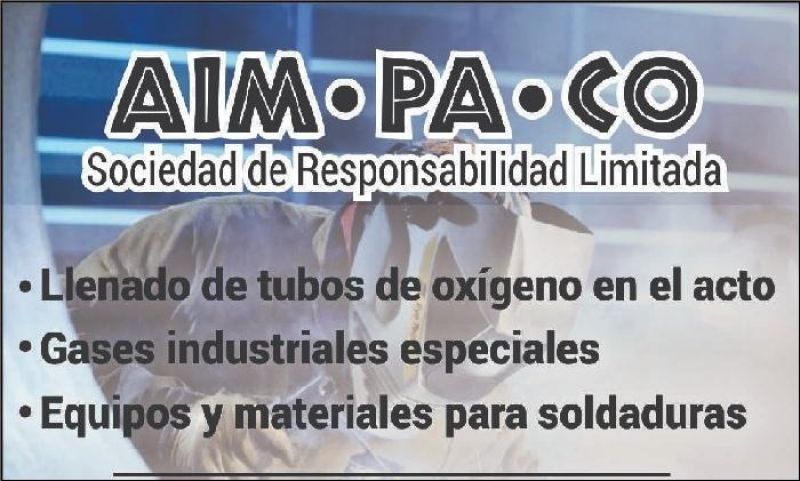 AIM•PA•CO
Sociedad de Responsabilidad Limitada
• Llenado de tubos de oxígeno en el acto
• Gases industriales especiales
• Equipos y materiales para soldaduras